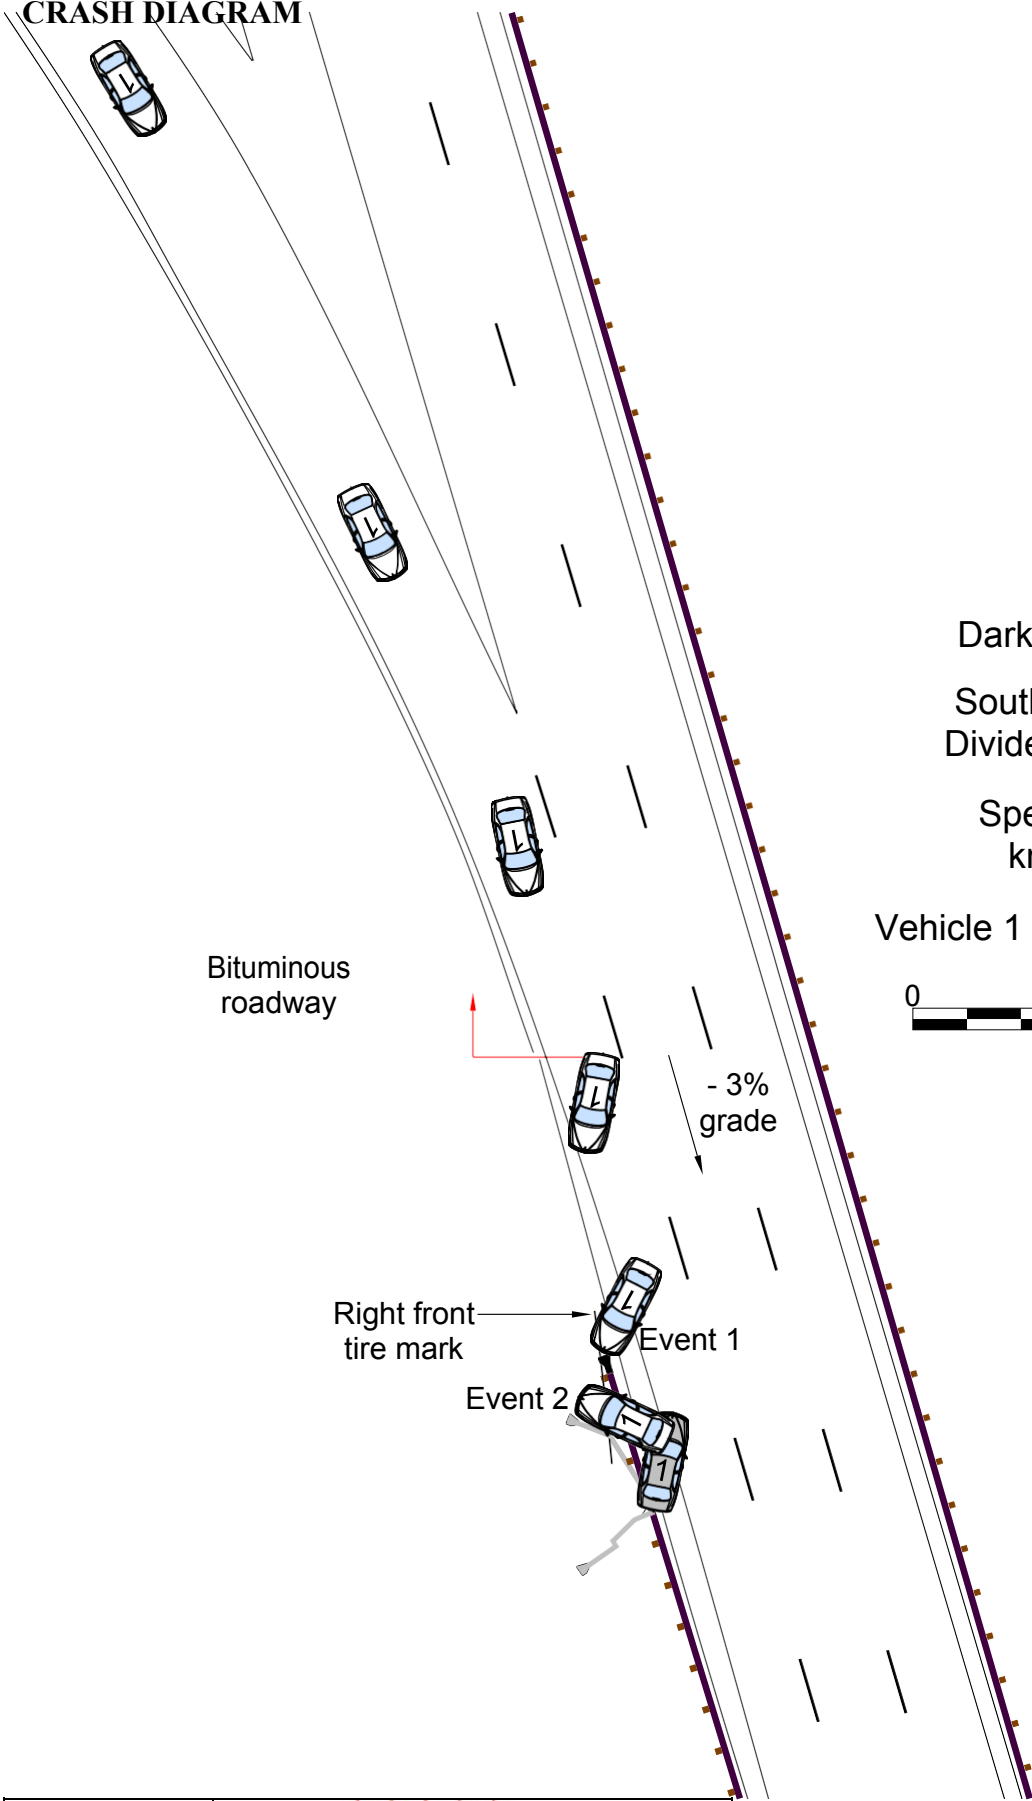 CRASH DIAGRAM
1
1
Dark
South
Divide
Spe
1
Vehicle 1
Bituminous
roadway
0
1
- 3%
grade
Right front
tire mark
1
Event 1
Event 2
1
1